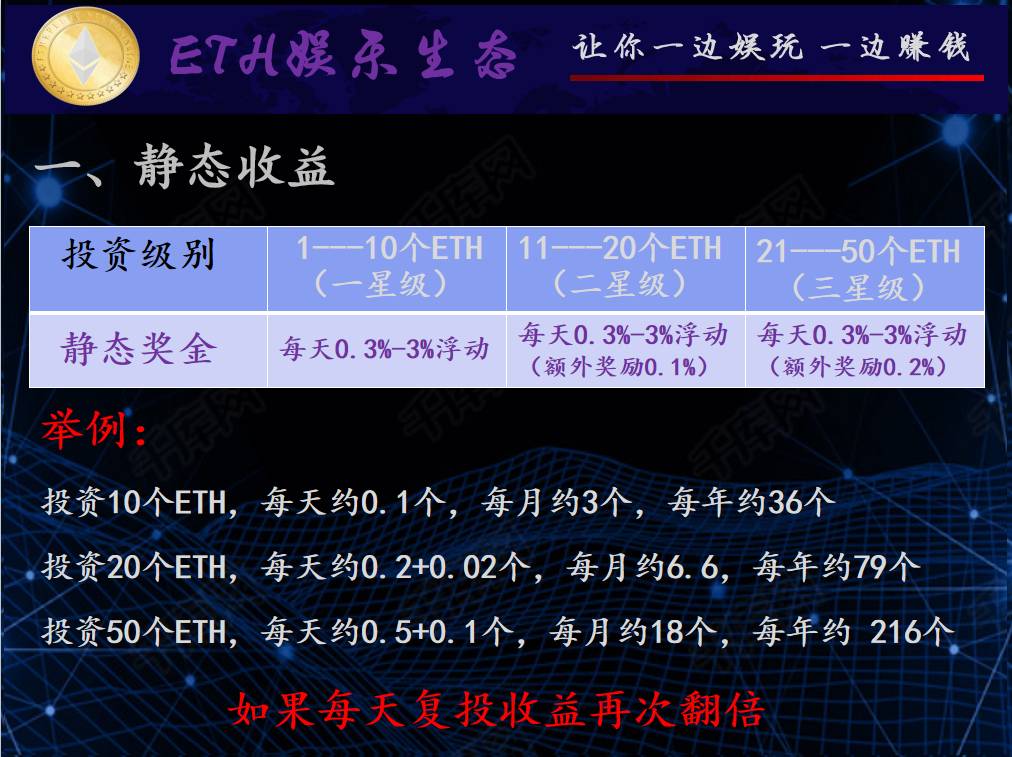 ETH娱乐生态
让你一边娱玩 一边赚钱
一、静态收益
投资级别
1---10个ETH
（一星级）
11---20个ETH
（二星级）
21---50个ETH
（三星级）
静态奖金
每天0.3%-3%浮动
每天0.3%-3%浮动
（额外奖励0.1%）
每天0.3%-3%浮动
（额外奖励0.2%）
举例：
投资10个ETH，每天约0.1个，每月约3个，每年约36个
投资20个ETH，每天约0.2+0.02个，每月约6.6，每年约79个
投资50个ETH，每天约0.5+0.1个，每月约18个，每年约 216个
如果每天复投收益再次翻倍